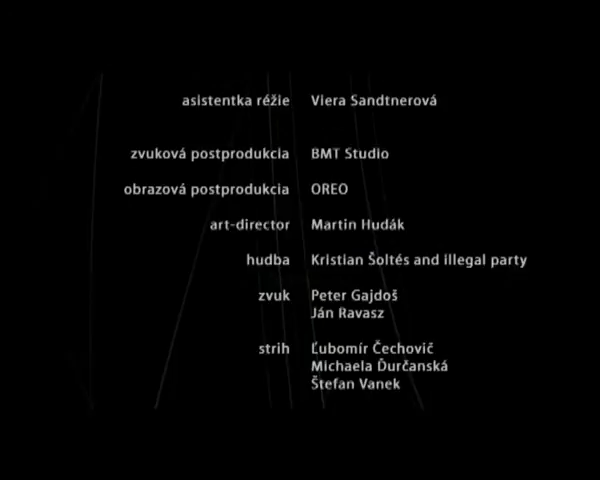 asistentka réžie Viera Sandtnerová
zvuková postprodukcia BMT Studio
obrazová postprodukcia OREO
art-director Martin Hudák
hudba Kristian Šoltés and illegal party
zvuk Peter Gajdoš
Ján Ravasz
strih Ľubomír Čechovič
Michaela Ďurčanská
Štefan Vanek